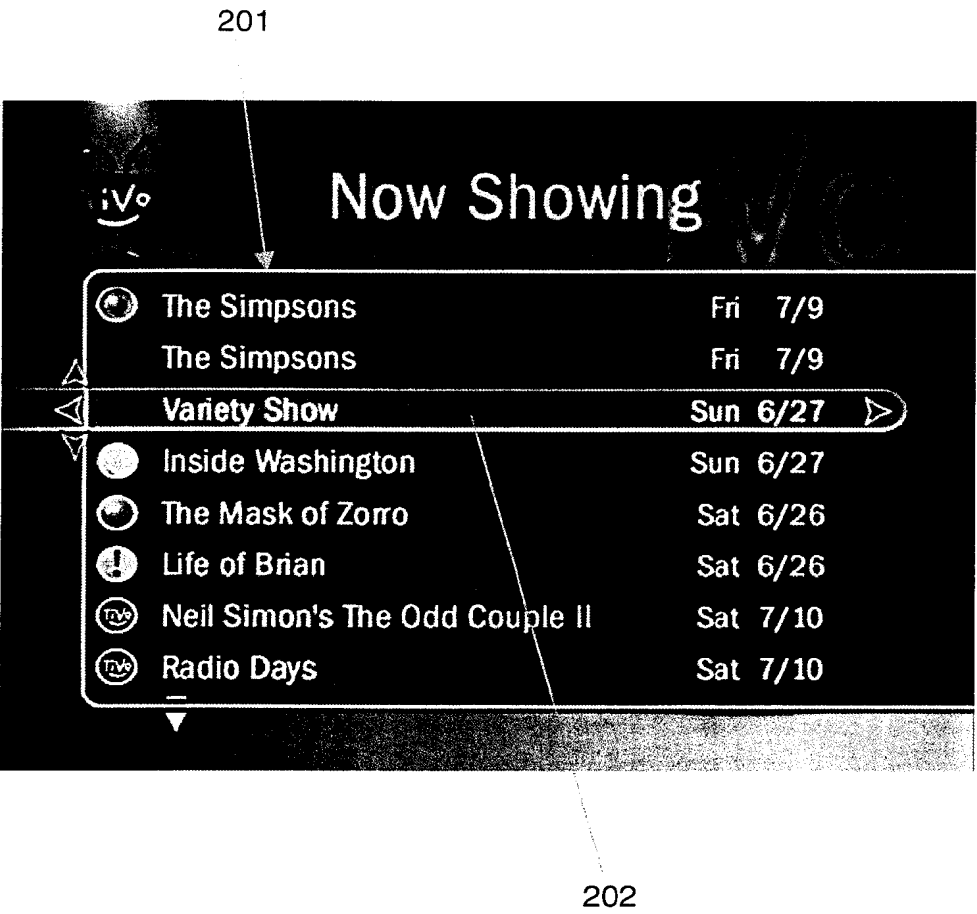 201
TiVo
Now Showing
The Simpsons Fri 7/9
The Simpsons Fri 7/9
Variety Show Sun 6/27
Inside Washington Sun 6/27
The Mask of Zorro Sat 6/26
! Life of Brian Sat 6/26
TiVo Neil Simon's The Odd Couple II Sat 7/10
TiVo Radio Days Sat 7/10
202